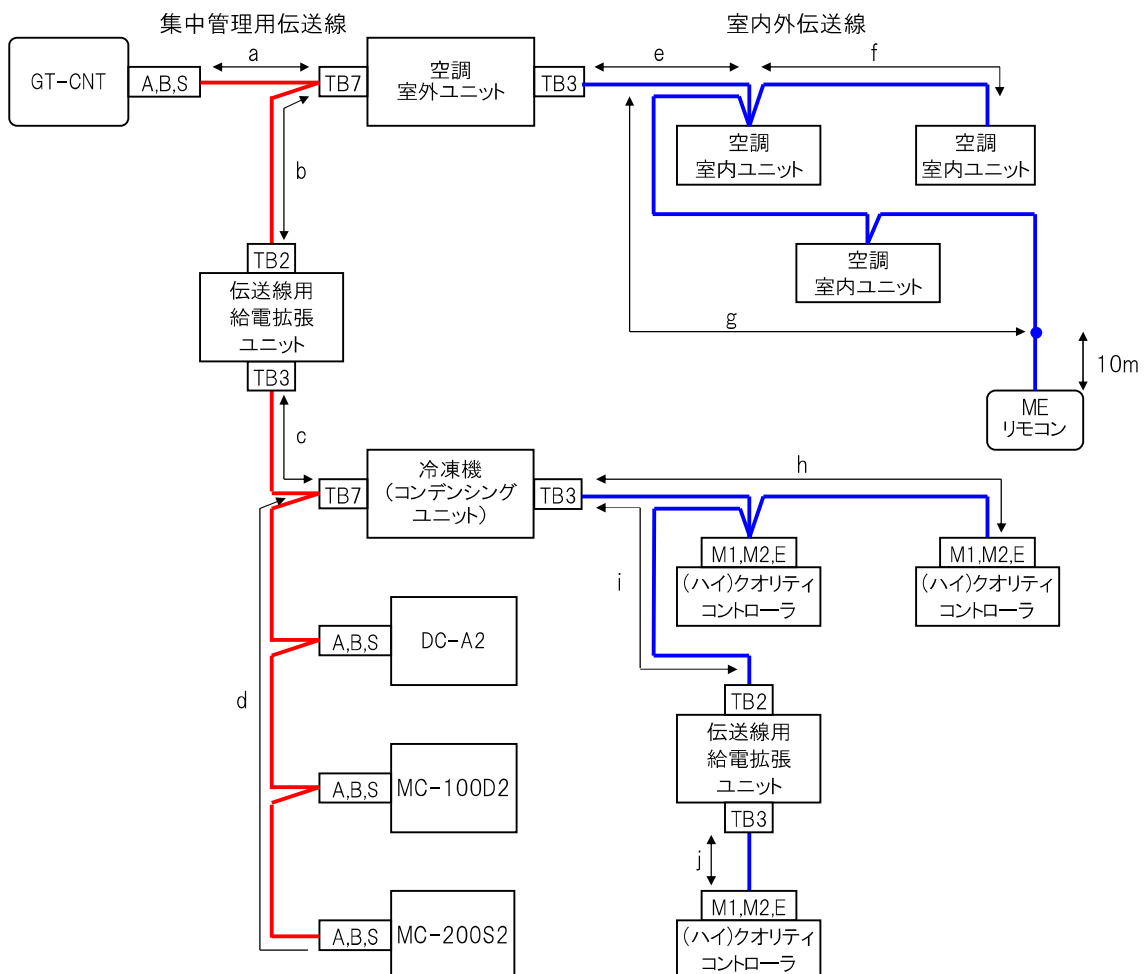 集中管理用伝送線
室内外伝送線
GT-CNT
A,B,S
a
TB7
空調
室外ユニット
TB3
e
f
空調
室内ユニット
空調
室内ユニット
b
空調
室内ユニット
TB2
伝送線用
給電拡張
ユニット
TB3
g
10m
ME
リモコン
c
TB7
冷凍機
(コンデンシング
ユニット)
TB3
h
M1,M2,E
(ハイ)クオリティ
コントローラ
M1,M2,E
(ハイ)クオリティ
コントローラ
i
A,B,S
DC-A2
d
TB2
伝送線用
給電拡張
ユニット
TB3
A,B,S
MC-100D2
j
M1,M2,E
(ハイ)クオリティ
コントローラ
A,B,S
MC-200S2